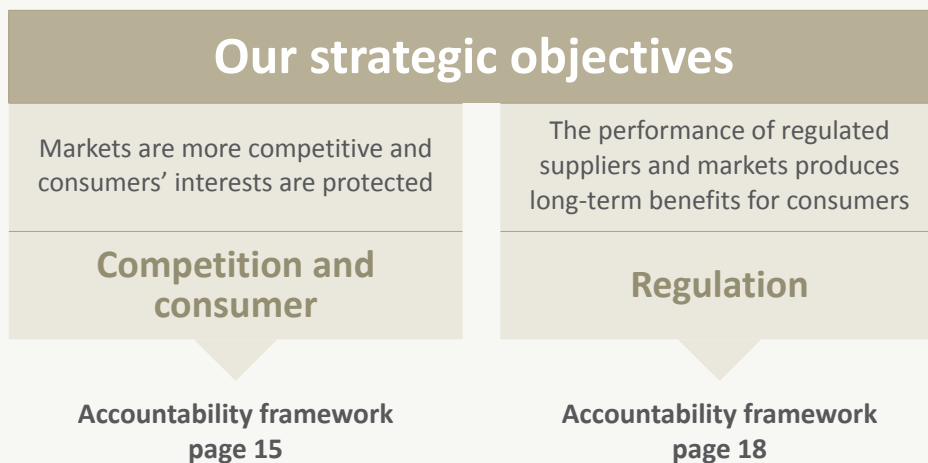 Our strategic objectives
Markets are more competitive and
consumers’ interests are protected
Competition and
consumer
Accountability framework
page 15
The performance of regulated
suppliers and markets produces
long-term benefits for consumers
Regulation
Accountability framework
page 18